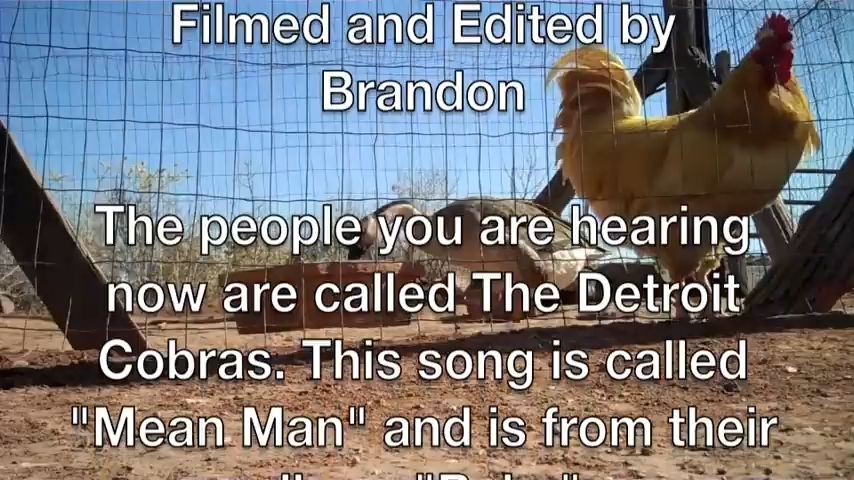 Filmed and Edited by
Brandon
The people you are hearing
now are called The Detroit
Cobras. This song is called
"Mean Man" and is from their